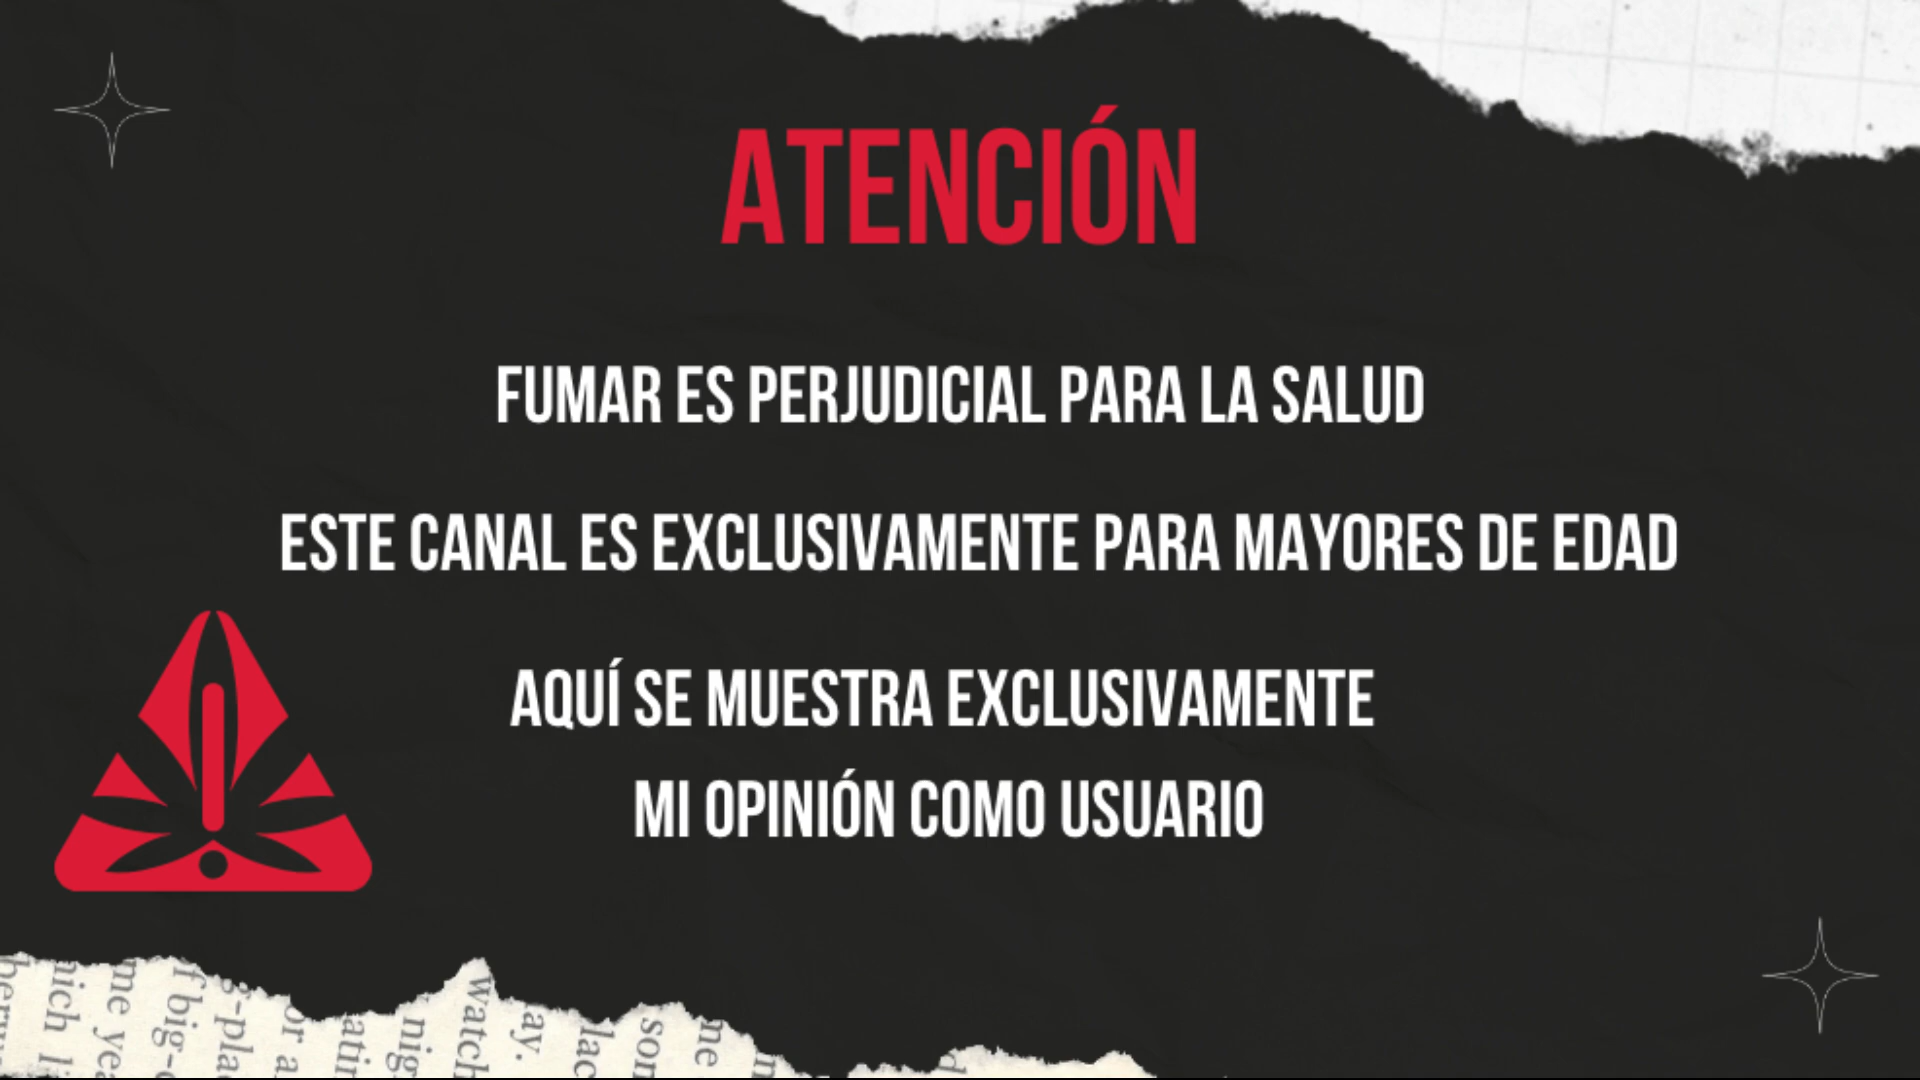 ATENCIÓN
FUMAR ES PERJUDICIAL PARA LA SALUD
ESTE CANAL ES EXCLUSIVAMENTE PARA MAYORES DE EDAD
AQUÍ SE MUESTRA EXCLUSIVAMENTE
MI OPINIÓN COMO USUARIO